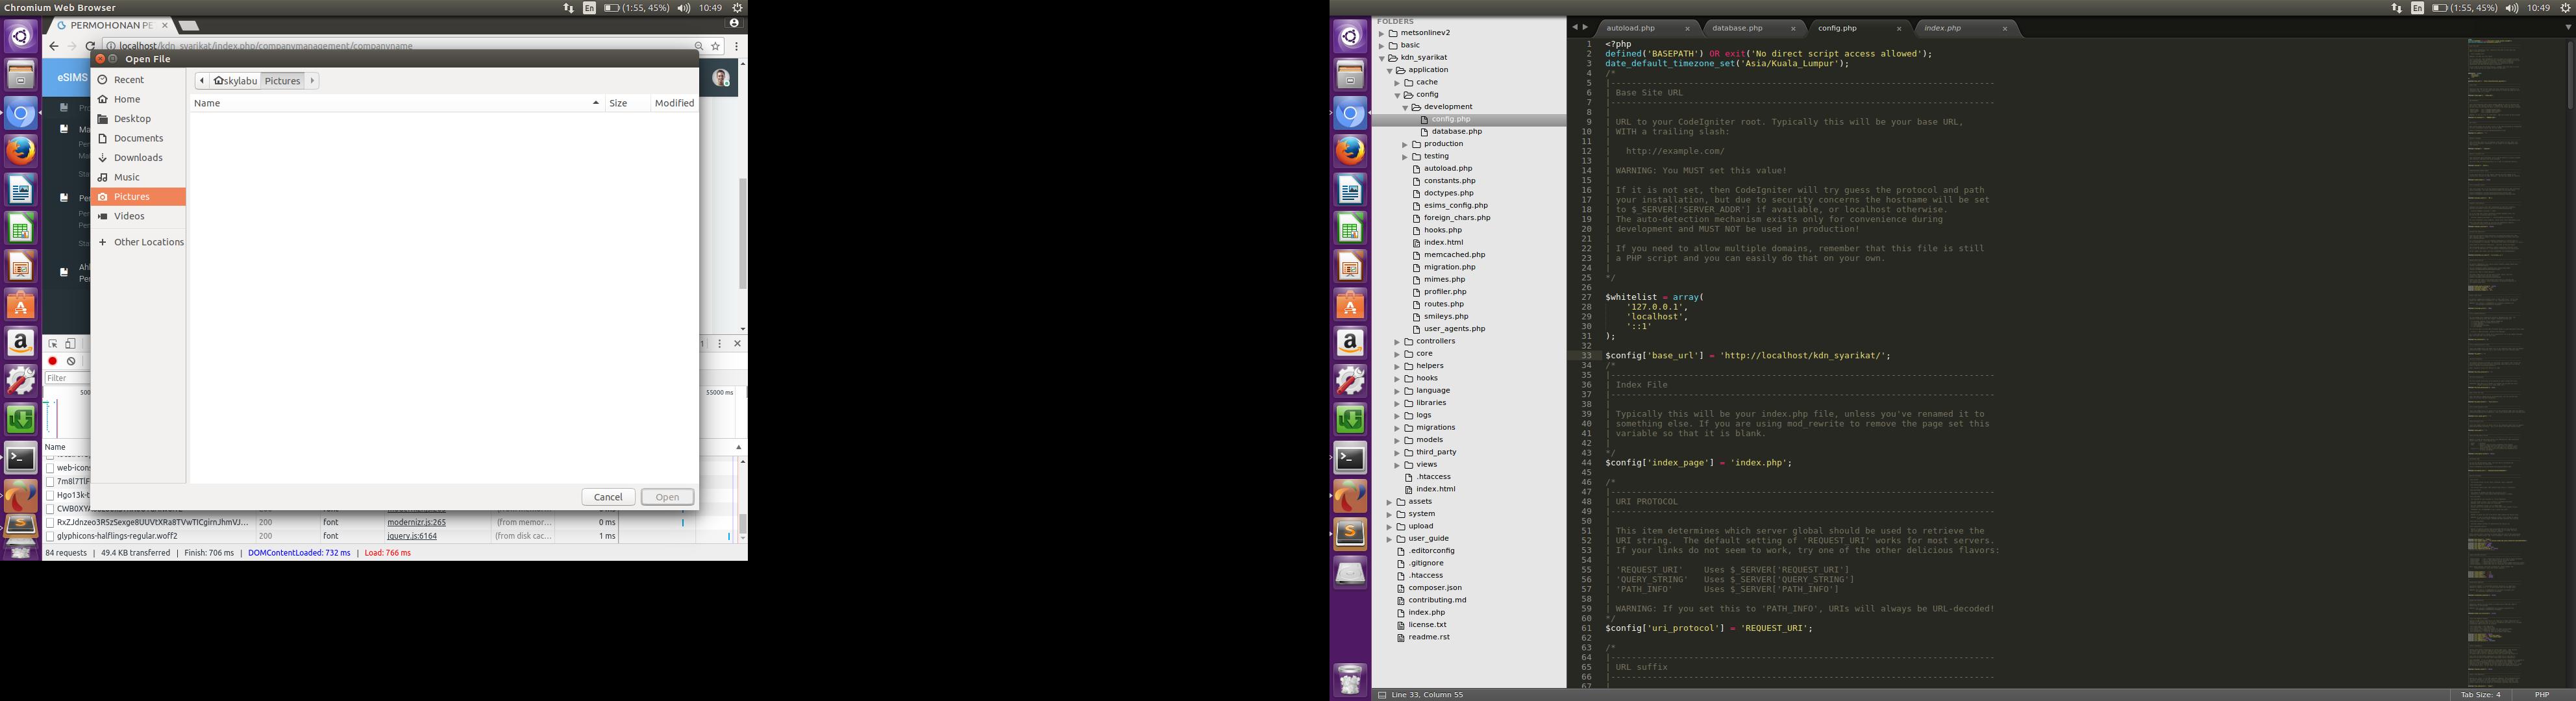 Chromium Web Browser
En
(1:55, 45%)
10:49
PERMOHONAN PE
localhost/kdn_syarikat/index.php/companymanagement/companyname
eSIMS
Open File
Recent
Home
Desktop
Documents
Downloads
Music
Pictures
Videos
Other Locations
skylabu
Pictures
Name
Size
Modified
Cancel
Open
Filter
55000 ms
Name
web-icons
RxZJdnzeo3RSzSexge8UUVtXRa8TVwTICgirnJhmVJ...
200
font
modernizr.js:265
(from memor...
0 ms
glyphicons-halflings-regular.woff2
200
font
jquery.js:6164
(from disk cac...
1 ms
84 requests | 49.4 KB transferred | Finish: 706 ms | DOMContentLoaded: 732 ms | Load: 766 ms
En
(1:55, 45%)
10:49
FOLDERS
metsonlinev2
basic
kdn_syarikat
application
cache
config
development
config.php
database.php
production
testing
autoload.php
constants.php
doctypes.php
esims_config.php
foreign_chars.php
hooks.php
index.html
memcached.php
migration.php
mimes.php
profiler.php
routes.php
smileys.php
user_agents.php
controllers
core
helpers
hooks
language
libraries
logs
migrations
models
third_party
views
.htaccess
index.html
assets
system
upload
user_guide
.editorconfig
.gitignore
.htaccess
composer.json
contributing.md
index.php
license.txt
readme.rst
autoload.php
database.php
config.php
index.php
1 <?php
2 defined('BASEPATH') OR exit('No direct script access allowed');
3 date_default_timezone_set('Asia/Kuala_Lumpur');
4 /*
5 |--------------------------------------------------------------------------
6 | Base Site URL
7 |--------------------------------------------------------------------------
8 |
9 | URL to your CodeIgniter root. Typically this will be your base URL,
10 | WITH a trailing slash:
11 |
12 | http://example.com/
13 |
14 | WARNING: You MUST set this value!
15 |
16 | If it is not set, then CodeIgniter will try guess the protocol and path
17 | your installation, but due to security concerns the hostname will be set
18 | to $_SERVER['SERVER_ADDR'] if available, or localhost otherwise.
19 | The auto-detection mechanism exists only for convenience during
20 | development and MUST NOT be used in production!
21 |
22 | If you need to allow multiple domains, remember that this file is still
23 | a PHP script and you can easily do that on your own.
24 |
25 */
26
27 $whitelist = array(
28 '127.0.0.1',
29 'localhost',
30 '::1'
31 );
32
33 $config['base_url'] = 'http://localhost/kdn_syarikat/';
34 /*
35 |--------------------------------------------------------------------------
36 | Index File
37 |--------------------------------------------------------------------------
38 |
39 | Typically this will be your index.php file, unless you've renamed it to
40 | something else. If you are using mod_rewrite to remove the page set this
41 | variable so that it is blank.
42 |
43 */
44 $config['index_page'] = 'index.php';
45
46 /*
47 |--------------------------------------------------------------------------
48 | URI PROTOCOL
49 |--------------------------------------------------------------------------
50 |
51 | This item determines which server global should be used to retrieve the
52 | URI string. The default setting of 'REQUEST_URI' works for most servers.
53 | If your links do not seem to work, try one of the other delicious flavors:
54 |
55 | 'REQUEST_URI' Uses $_SERVER['REQUEST_URI']
56 | 'QUERY_STRING' Uses $_SERVER['QUERY_STRING']
57 | 'PATH_INFO' Uses $_SERVER['PATH_INFO']
58 |
59 | WARNING: If you set this to 'PATH_INFO', URIs will always be URL-decoded!
60 */
61 $config['uri_protocol'] = 'REQUEST_URI';
62
63 /*
64 |--------------------------------------------------------------------------
65 | URL suffix
66 |--------------------------------------------------------------------------
67
Line 33, Column 55
Tab Size: 4
PHP